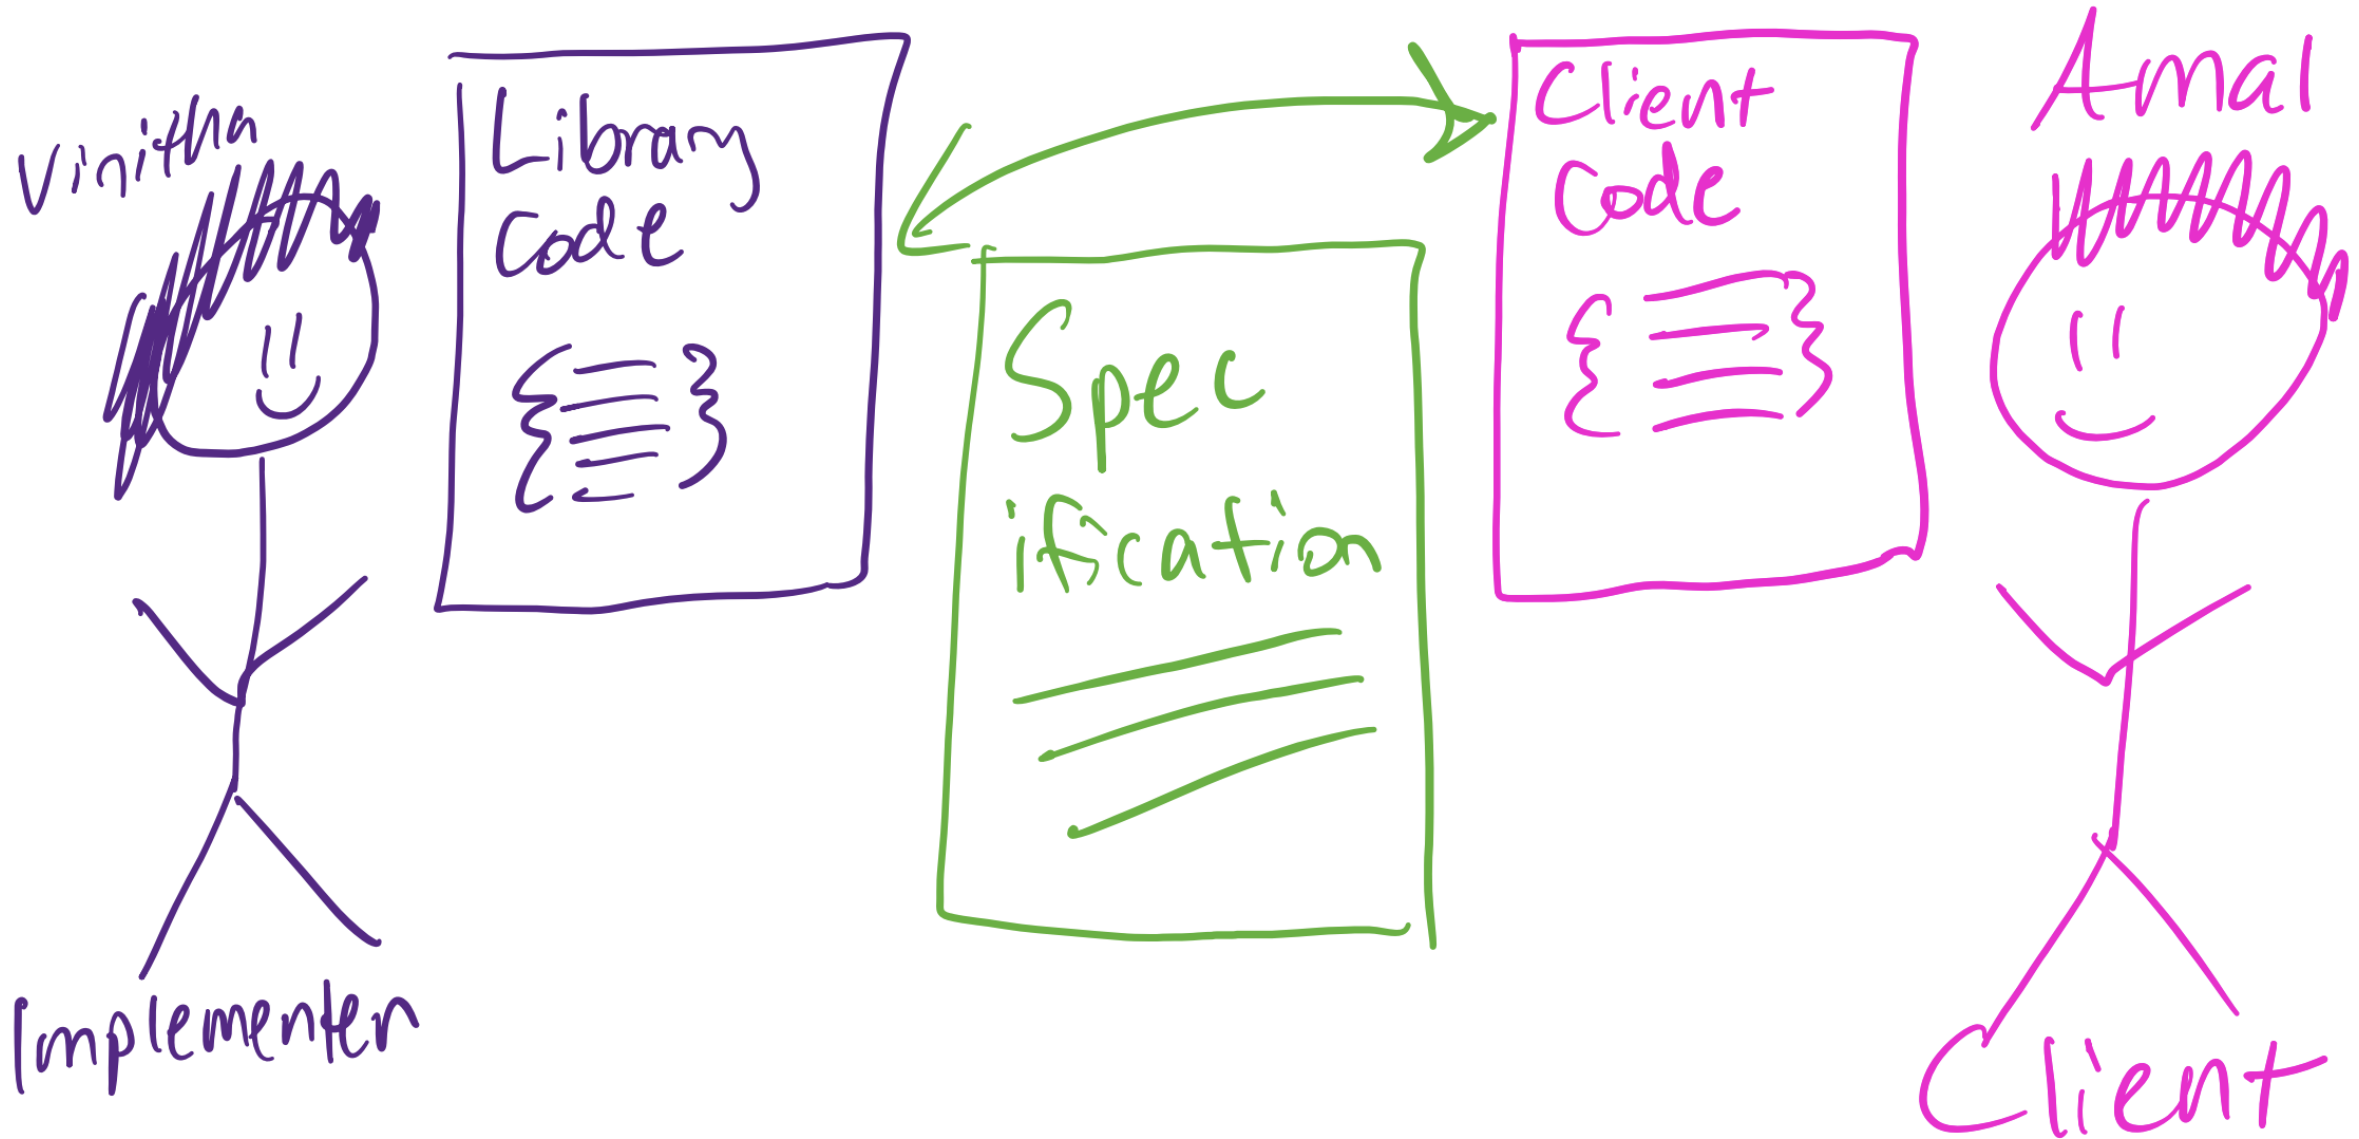 Vinitha
Library
Code
Spec
ification
Client
Code
Amal
Implementer
Client